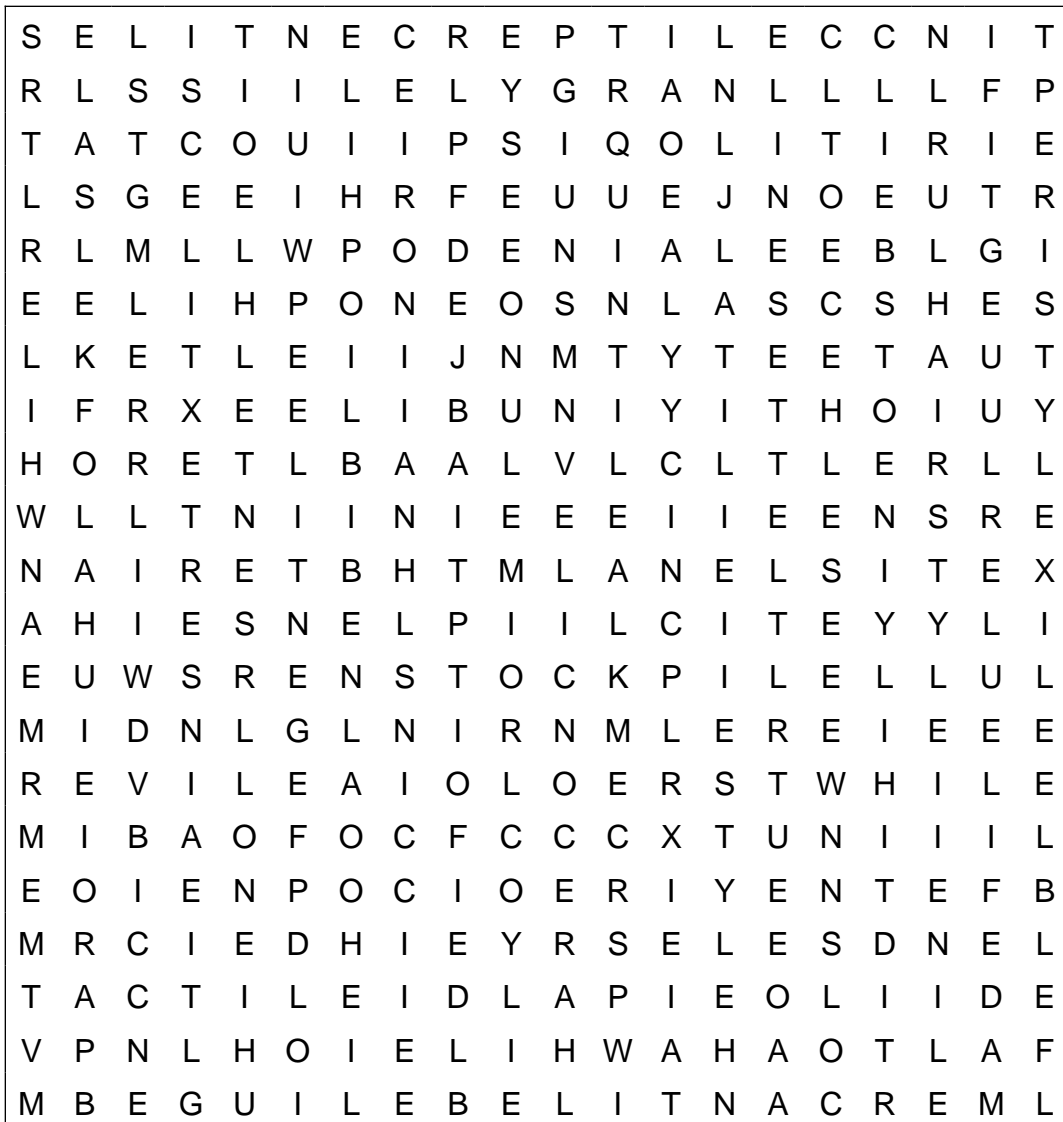 S E L I T N E C R E P T I L E C C N I T
R L S S I I L E L Y G R A N L L L L F P
T A T C O U I I P S I Q O L I T I R I E
L S G E E I H R F E U U E J N O E U T R
R L M L L W P O D E N I A L E E B L G I
E E L I H P O N E O S N L A S C S H E S
L K E T L E I I J N M T Y T E E T A U T
I F R X E E L I B U N I Y I T H O I U Y
H O R E T L B A A L V L C L T L E R L L
W L L T N I I N I E E E I I E E N S R E
N A I R E T B H T M L A N E L S I T E X
A H I E S N E L P I I L C I T E Y Y L I
E U W S R E N S T O C K P I L E L L U L
M I D N L G L N I R N M L E R E I E E E
R E V I L E A I O L O E R S T W H I L E
M I B A O F O C F C C C X T U N I I I L
E O I E N P O C I O E R I Y E N T E F B
M R C I E D H I E Y R S E L E S D N E L
T A C T I L E I D L A P I E O L I I D E
V P N L H O I E L I H W A H A O T L A F
M B E G U I L E B E L I T N A C R E M L